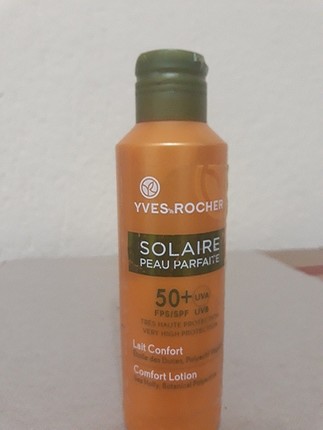 YVES ROCHER
SOLAIRE
PEAU PARFAITE
50+ UVA
FPS/SPF UVB
TRÈS HAUTE PROTECTION
VERY HIGH PROTECTION
Lait Confort
Comfort Lotion